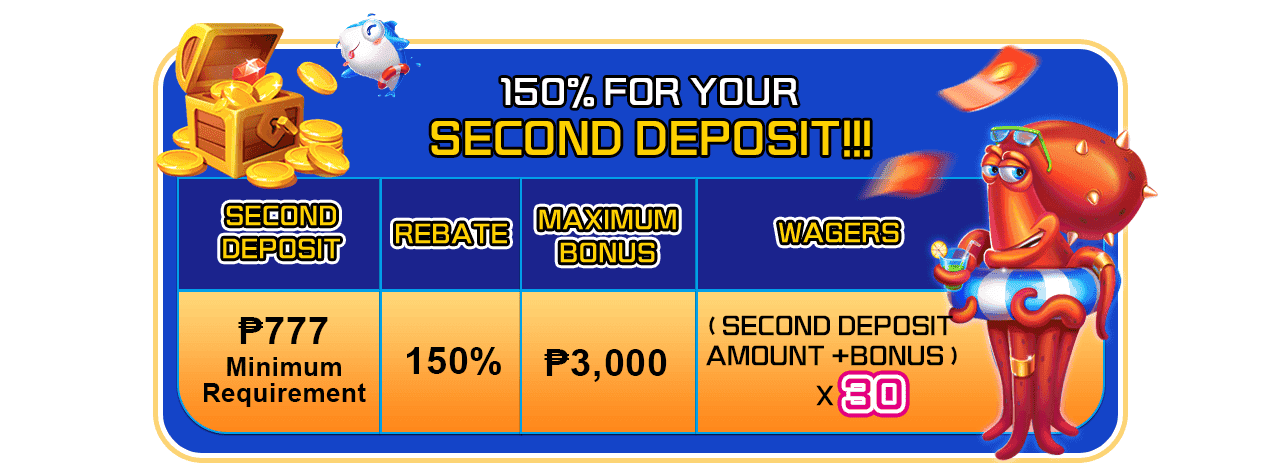 150% FOR YOUR
SECOND DEPOSIT!!!
SECOND
DEPOSIT
REBATE
MAXIMUM
BONUS
WAGERS
₱777
Minimum
Requirement
150%
₱3,000
( SECOND DEPOSIT
AMOUNT +BONUS )
X 30